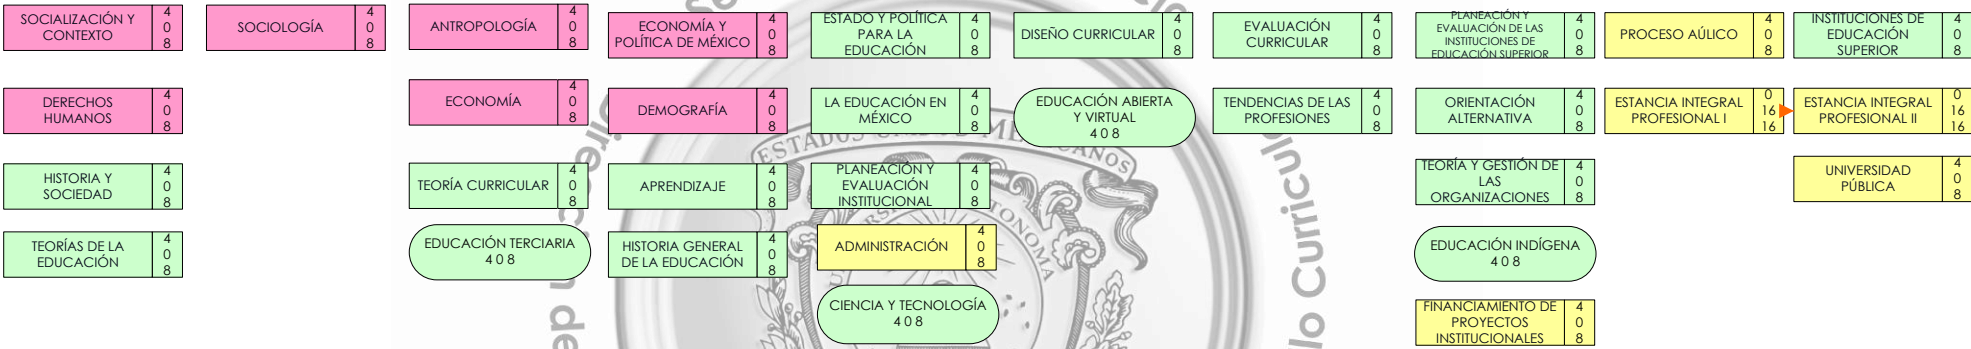 SOCIALIZACIÓN Y
CONTEXTO
4
0
8
SOCIOLOGÍA
4
0
8
ANTROPOLOGÍA
4
0
8
ECONOMÍA Y
POLÍTICA DE MÉXICO
4
0
8
ESTADO Y POLÍTICA
PARA LA
EDUCACIÓN
4
0
8
DISEÑO CURRICULAR
4
0
8
EVALUACIÓN
CURRICULAR
4
0
8
PLANEACIÓN Y
EVALUACIÓN DE LAS
INSTITUCIONES DE
EDUCACIÓN SUPERIOR
4
0
8
PROCESO AÚLICO
4
0
8
INSTITUCIONES DE
EDUCACIÓN
SUPERIOR
4
0
8
DERECHOS
HUMANOS
4
0
8
ECONOMÍA
4
0
8
DEMOGRAFÍA
4
0
8
LA EDUCACIÓN EN
MÉXICO
4
0
8
EDUCACIÓN ABIERTA
Y VIRTUAL
4 0 8
TENDENCIAS DE LAS
PROFESIONES
4
0
8
ORIENTACIÓN
ALTERNATIVA
4
0
8
ESTANCIA INTEGRAL
PROFESIONAL I
0
16
16
ESTANCIA INTEGRAL
PROFESIONAL II
0
16
16
HISTORIA Y
SOCIEDAD
4
0
8
TEORÍA CURRICULAR
4
0
8
APRENDIZAJE
4
0
8
PLANEACIÓN Y
EVALUACIÓN
INSTITUCIONAL
4
0
8
TEORÍA Y GESTIÓN DE
LAS
ORGANIZACIONES
4
0
8
UNIVERSIDAD
PÚBLICA
4
0
8
TEORÍAS DE LA
EDUCACIÓN
4
0
8
EDUCACIÓN TERCIARIA
4 0 8
HISTORIA GENERAL
DE LA EDUCACIÓN
4
0
8
ADMINISTRACIÓN
4
0
8
EDUCACIÓN INDÍGENA
4 0 8
CIENCIA Y TECNOLOGÍA
4 0 8
FINANCIAMIENTO DE
PROYECTOS
INSTITUCIONALES
4
0
8